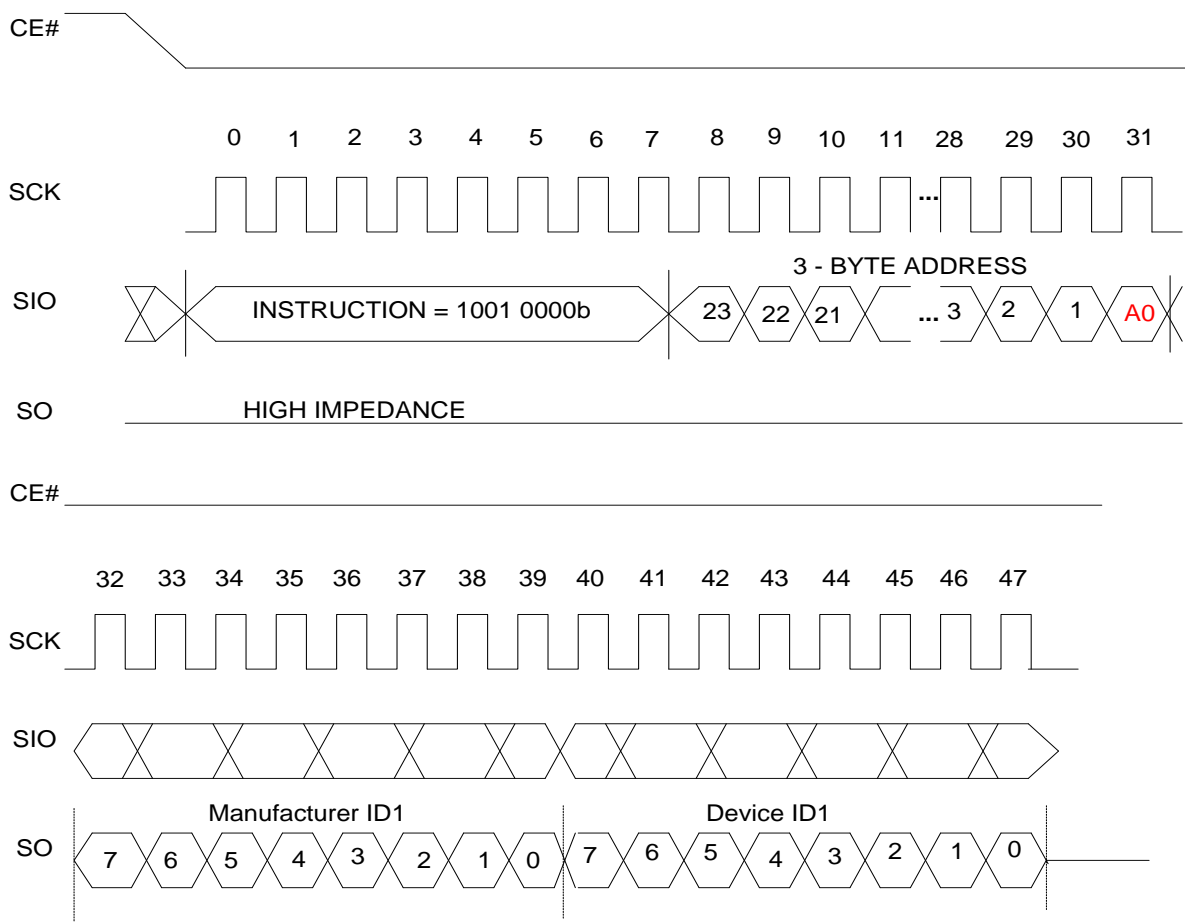 CE#
0 1 2 3 4 5 6 7 8 9 10 11 28 29 30 31
SCK ...
3 - BYTE ADDRESS
SIO INSTRUCTION = 1001 0000b 23 22 21 ... 3 2 1 A0
SO HIGH IMPEDANCE
CE#
32 33 34 35 36 37 38 39 40 41 42 43 44 45 46 47
SCK
SIO
Manufacturer ID1 Device ID1
SO 7 6 5 4 3 2 1 0 7 6 5 4 3 2 1 0